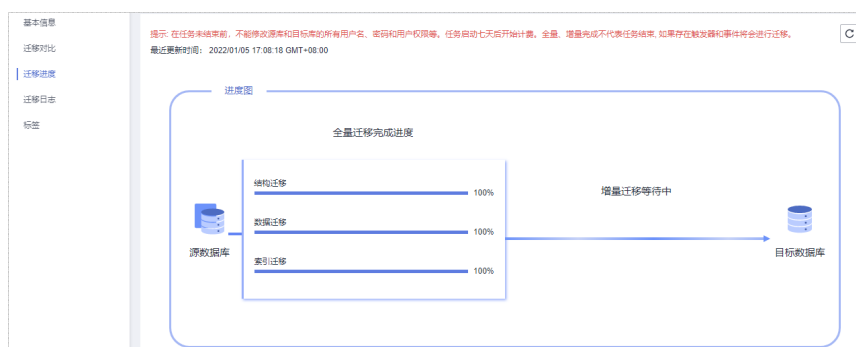 基本信息
迁移对比
迁移进度
迁移日志
标签
提示: 在任务未结束前，不能修改源库和目标库的所有用户名、密码和用户权限等。任务启动七天后开始计费。全量、增量完成不代表任务结束, 如果存在触发器和事件将会进行迁移。
最近更新时间： 2022/01/05 17:08:18 GMT+08:00
进度图
全量迁移完成进度
结构迁移
100%
增量迁移等待中
数据迁移
100%
源数据库
目标数据库
索引迁移
100%